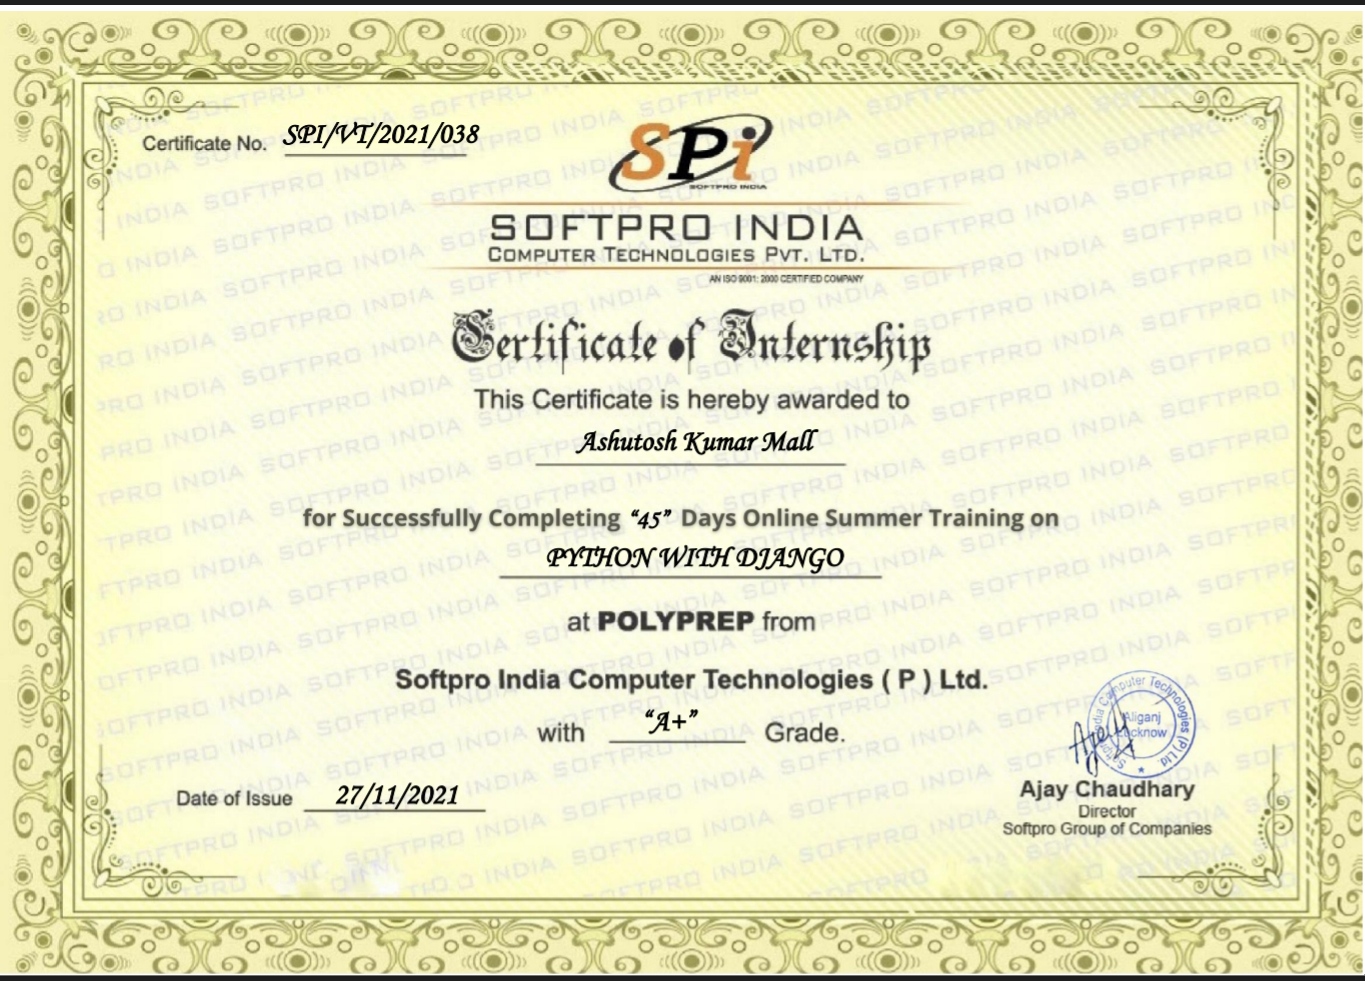 Certificate No. SPI/VT/2021/038
SPi
SOFTPRO INDIA
SOFTPRO INDIA
COMPUTER TECHNOLOGIES PVT. LTD.
AN ISO 9001: 2000 CERTIFIED COMPANY
Certificate of Internship
This Certificate is hereby awarded to
Ashutosh Kumar Mall
for Successfully Completing “45” Days Online Summer Training on
PYTHON WITH DJANGO
at POLYPREP from
Softpro India Computer Technologies ( P ) Ltd.
with “A+” Grade.
Softpro India Computer Technologies (P) Ltd.
Aliganj
Lucknow
Date of Issue 27/11/2021
Ajay Chaudhary
Director
Softpro Group of Companies